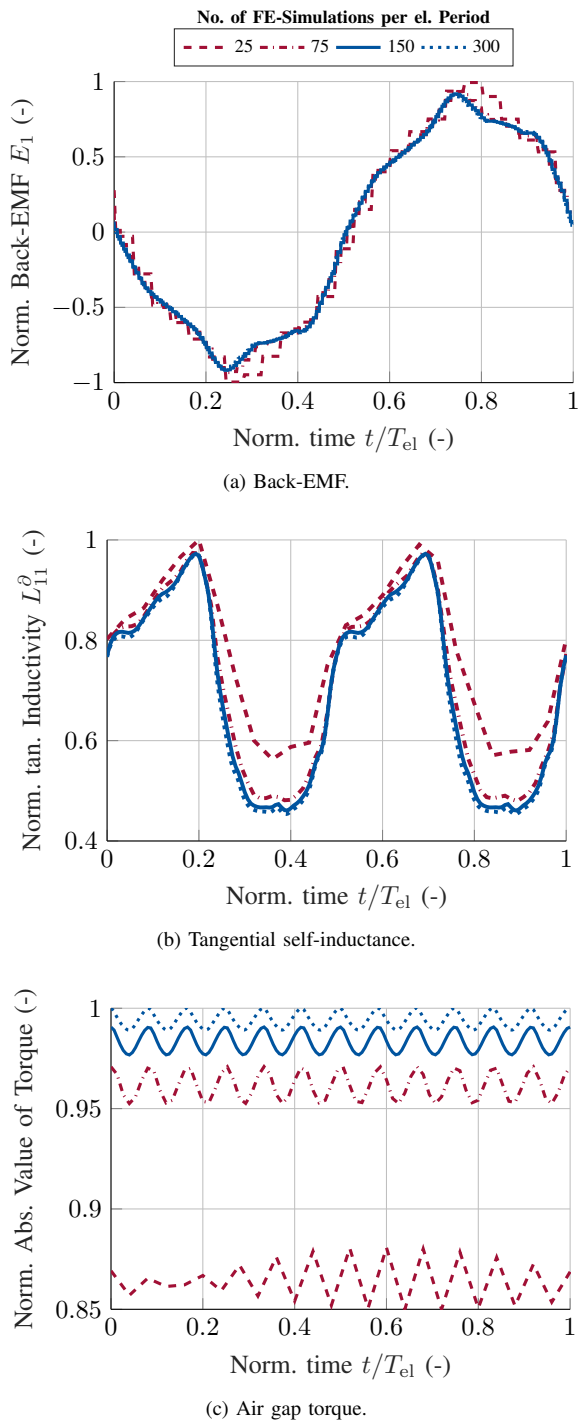 No. of FE-Simulations per el. Period
25 75 150 300
1
0.5
0
−0.5
−1
0 0.2 0.4 0.6 0.8 1
Norm. Back-EMF E1 (-)
Norm. time t/Tel (-)
(a) Back-EMF.
1
0.8
0.6
0.4
0 0.2 0.4 0.6 0.8 1
Norm. tan. Inductivity L∂11 (-)
Norm. time t/Tel (-)
(b) Tangential self-inductance.
1
0.95
0.9
0.85
0 0.2 0.4 0.6 0.8 1
Norm. Abs. Value of Torque (-)
Norm. time t/Tel (-)
(c) Air gap torque.